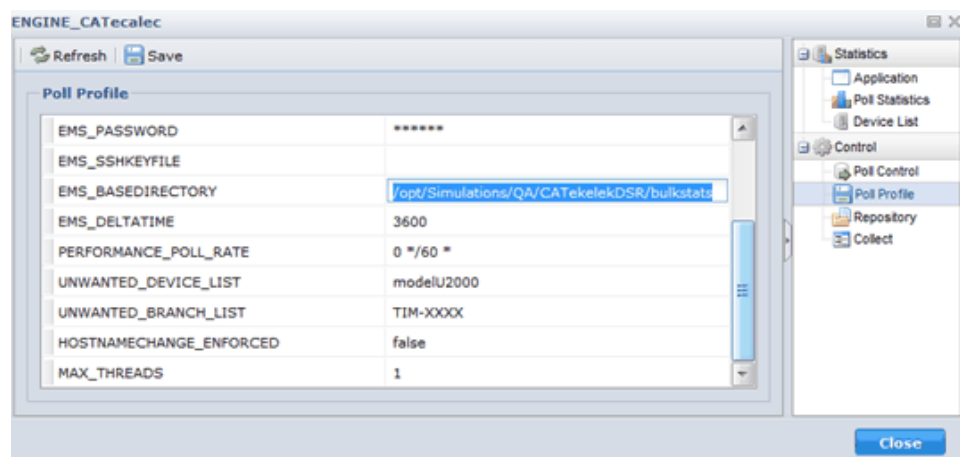 ENGINE_CATecalec
Refresh Save
Poll Profile
EMS_PASSWORD ******
EMS_SSHKEYFILE
EMS_BASEDIRECTORY /opt/Simulations/QA/CATekelekDSR/bulkstats
EMS_DELTATIME 3600
PERFORMANCE_POLL_RATE 0 */60 *
UNWANTED_DEVICE_LIST modelU2000
UNWANTED_BRANCH_LIST TIM-XXXX
HOSTNAMECHANGE_ENFORCED false
MAX_THREADS 1
Statistics
Application
Poll Statistics
Device List
Control
Poll Control
Poll Profile
Repository
Collect
Close